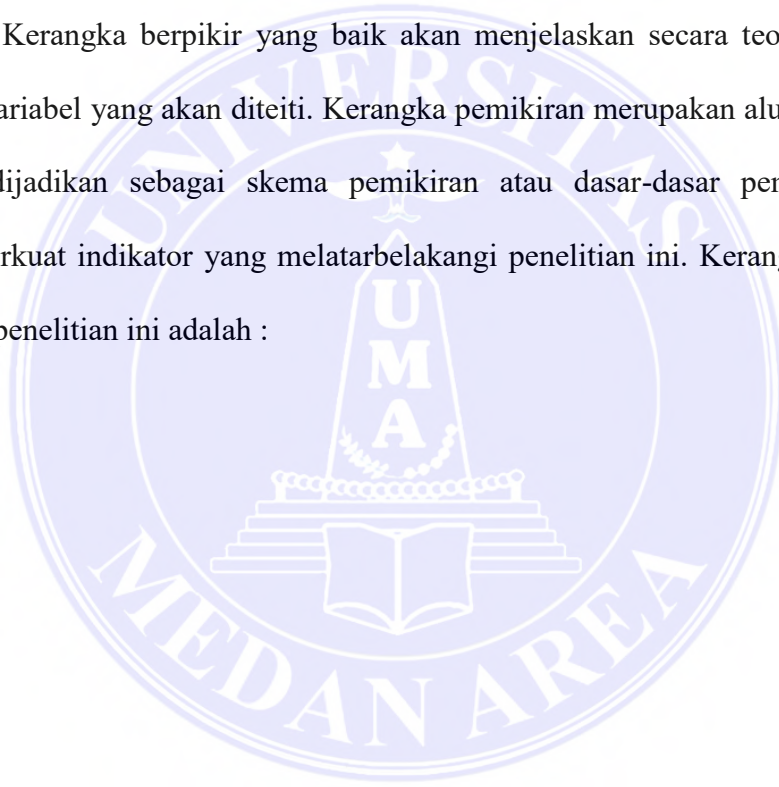 Kerangka berpikir yang baik akan menjelaskan secara teo
ariabel yang akan diteiti. Kerangka pemikiran merupakan alu
dijadikan sebagai skema pemikiran atau dasar-dasar pe
rkuat indikator yang melatarbelakangi penelitian ini. Keran
penelitian ini adalah :
UNIVERSITAS
UMA
MEDAN AREA